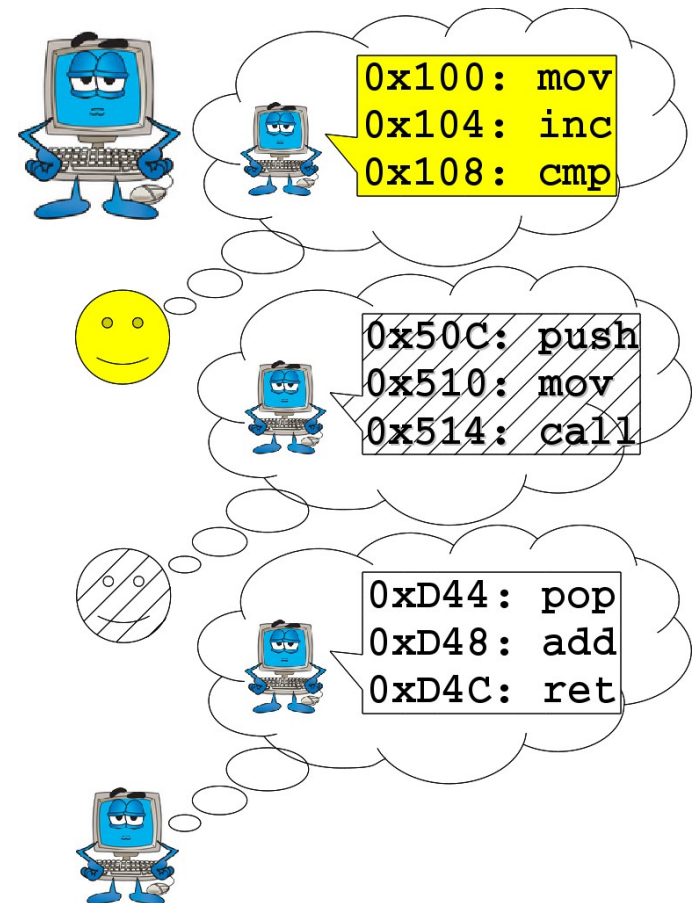 0x100: mov
0x104: inc
0x108: cmp
0x50C: push
0x510: mov
0x514: call
0xD44: pop
0xD48: add
0xD4C: ret